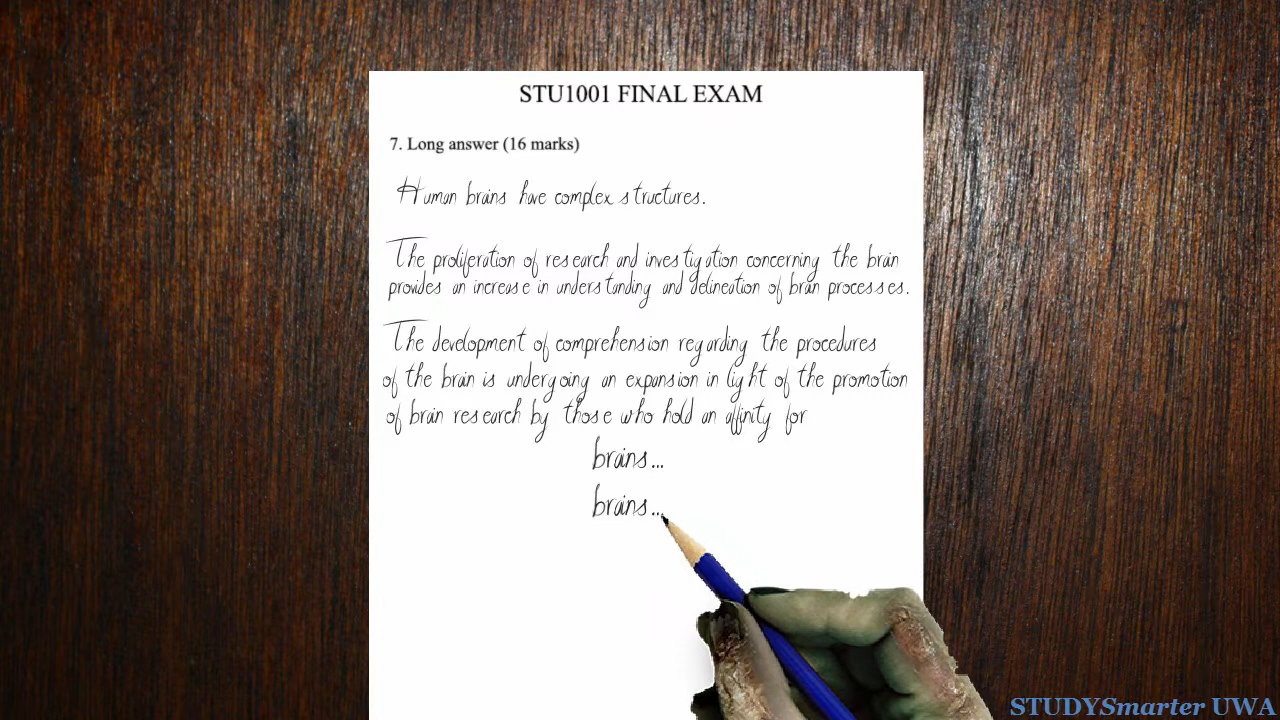 STU1001 FINAL EXAM
7. Long answer (16 marks)
Human brains have complex structures.
The proliferation of research and investigation concerning the brain
provides an increase in understanding and delineation of brain processes.
The development of comprehension regarding the procedures
of the brain is undergoing an expansion in light of the promotion
of brain research by those who hold an affinity for
brains...
brains...
STUDYSmarter UWA